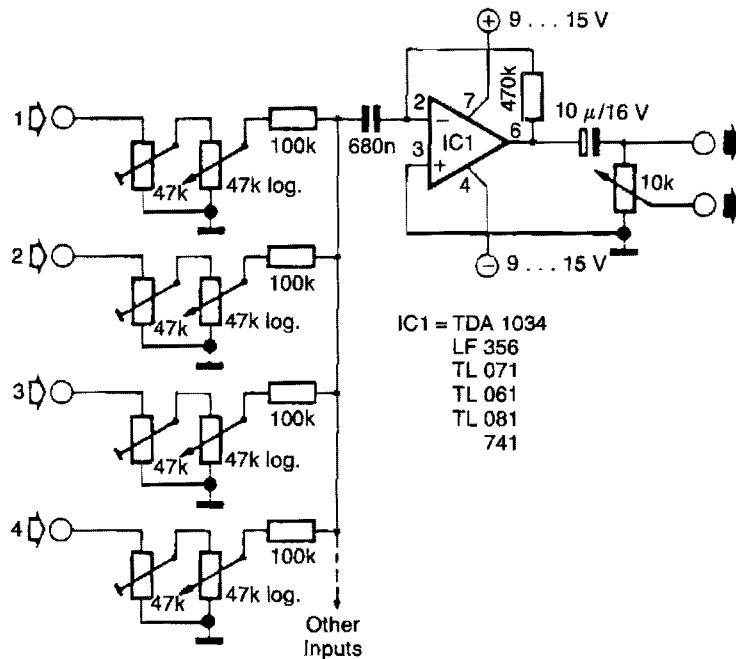 9 ... 15 V
1
100k
680n
2
7
470k
10 μ/16 V
3
IC1
6
4
47k
47k log.
10k
2
100k
9 ... 15 V
47k
47k log.
IC1 = TDA 1034
LF 356
TL 071
TL 061
TL 081
741
3
100k
47k
47k log.
4
100k
47k
47k log.
Other
Inputs